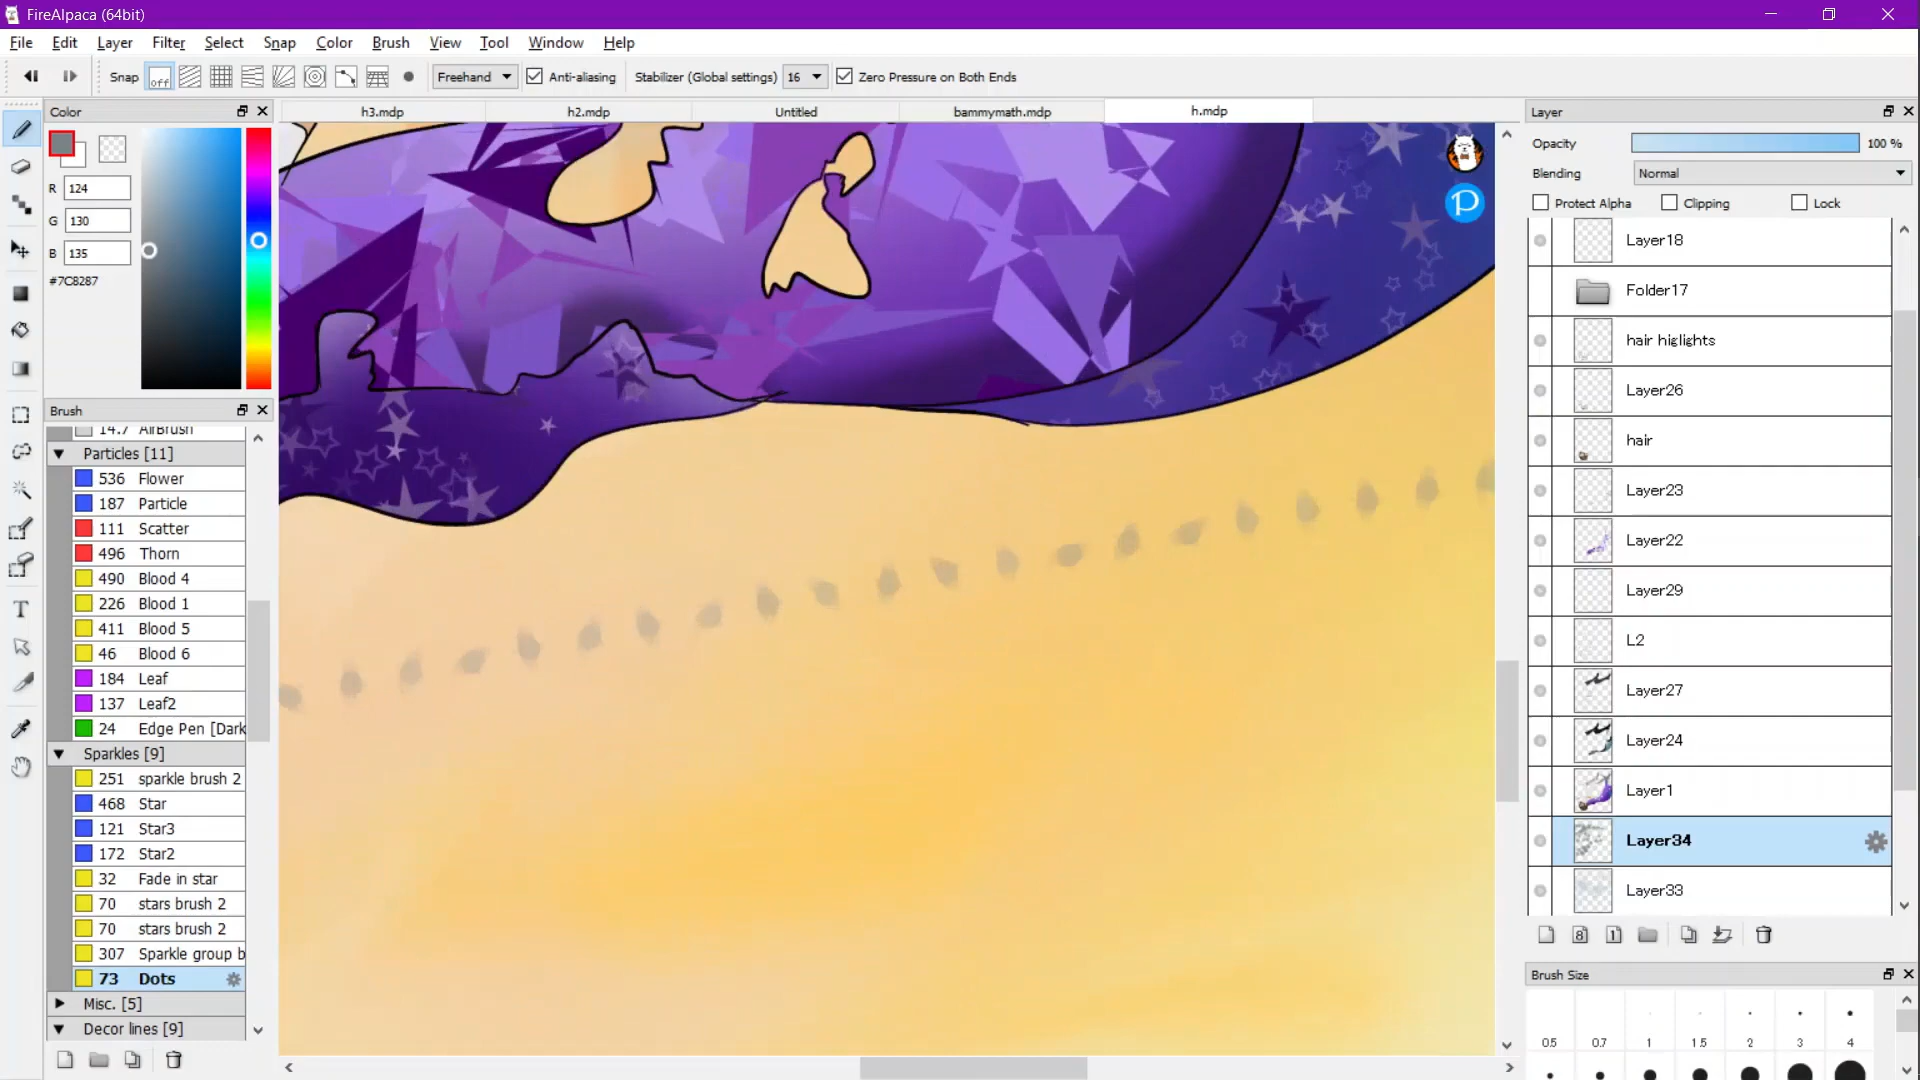 FireAlpaca (64bit)
File Edit Layer Filter Select Snap Color Brush View Tool Window Help
Snap off Freehand Anti-aliasing Stabilizer (Global settings) 16 Zero Pressure on Both Ends
Color
h3.mdp h2.mdp Untitled bammymath.mdp h.mdp
Layer
R 124
G 130
B 135
#7C8287
Opacity 100 %
Blending Normal
Protect Alpha Clipping Lock
Brush
14.7 AirBrush
Particles [11]
536 Flower
187 Particle
111 Scatter
496 Thorn
490 Blood 4
226 Blood 1
411 Blood 5
46 Blood 6
184 Leaf
137 Leaf2
24 Edge Pen [Dark
Sparkles [9]
251 sparkle brush 2
468 Star
121 Star3
172 Star2
32 Fade in star
70 stars brush 2
70 stars brush 2
307 Sparkle group b
73 Dots
Misc. [5]
Decor lines [9]
P
Layer18
Folder17
hair higlights
Layer26
hair
Layer23
Layer22
Layer29
L2
Layer27
Layer24
Layer1
Layer34
Layer33
8 1
Brush Size
0.5 0.7 1 1.5 2 3 4
T